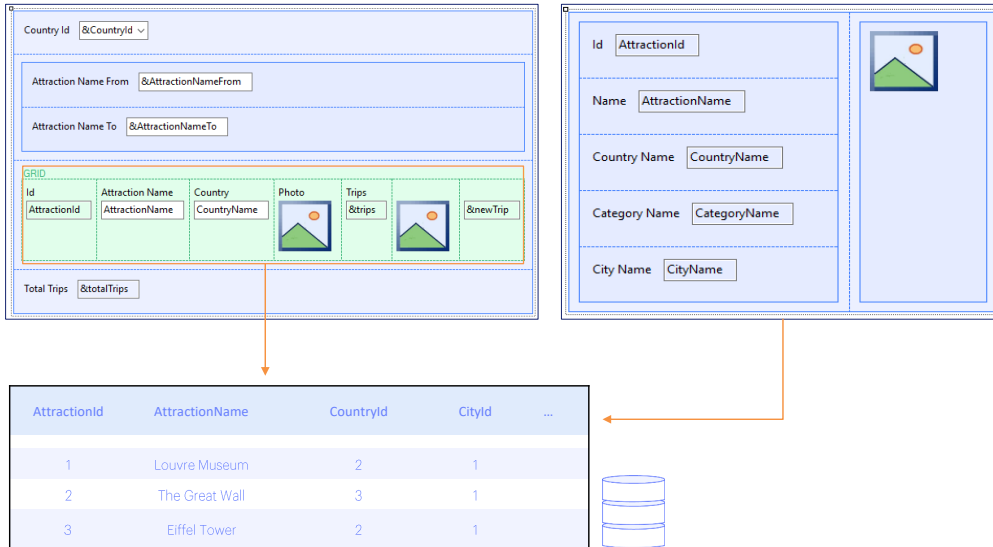 Country Id &CountryId
Attraction Name From &AttractionNameFrom
Attraction Name To &AttractionNameTo
GRID
Id Attraction Name Country Photo Trips
AttractionId AttractionName CountryName &trips &newTrip
Total Trips &totalTrips
Id AttractionId
Name AttractionName
Country Name CountryName
Category Name CategoryName
City Name CityName
AttractionId AttractionName CountryId CityId ...
1 Louvre Museum 2 1
2 The Great Wall 3 1
3 Eiffel Tower 2 1